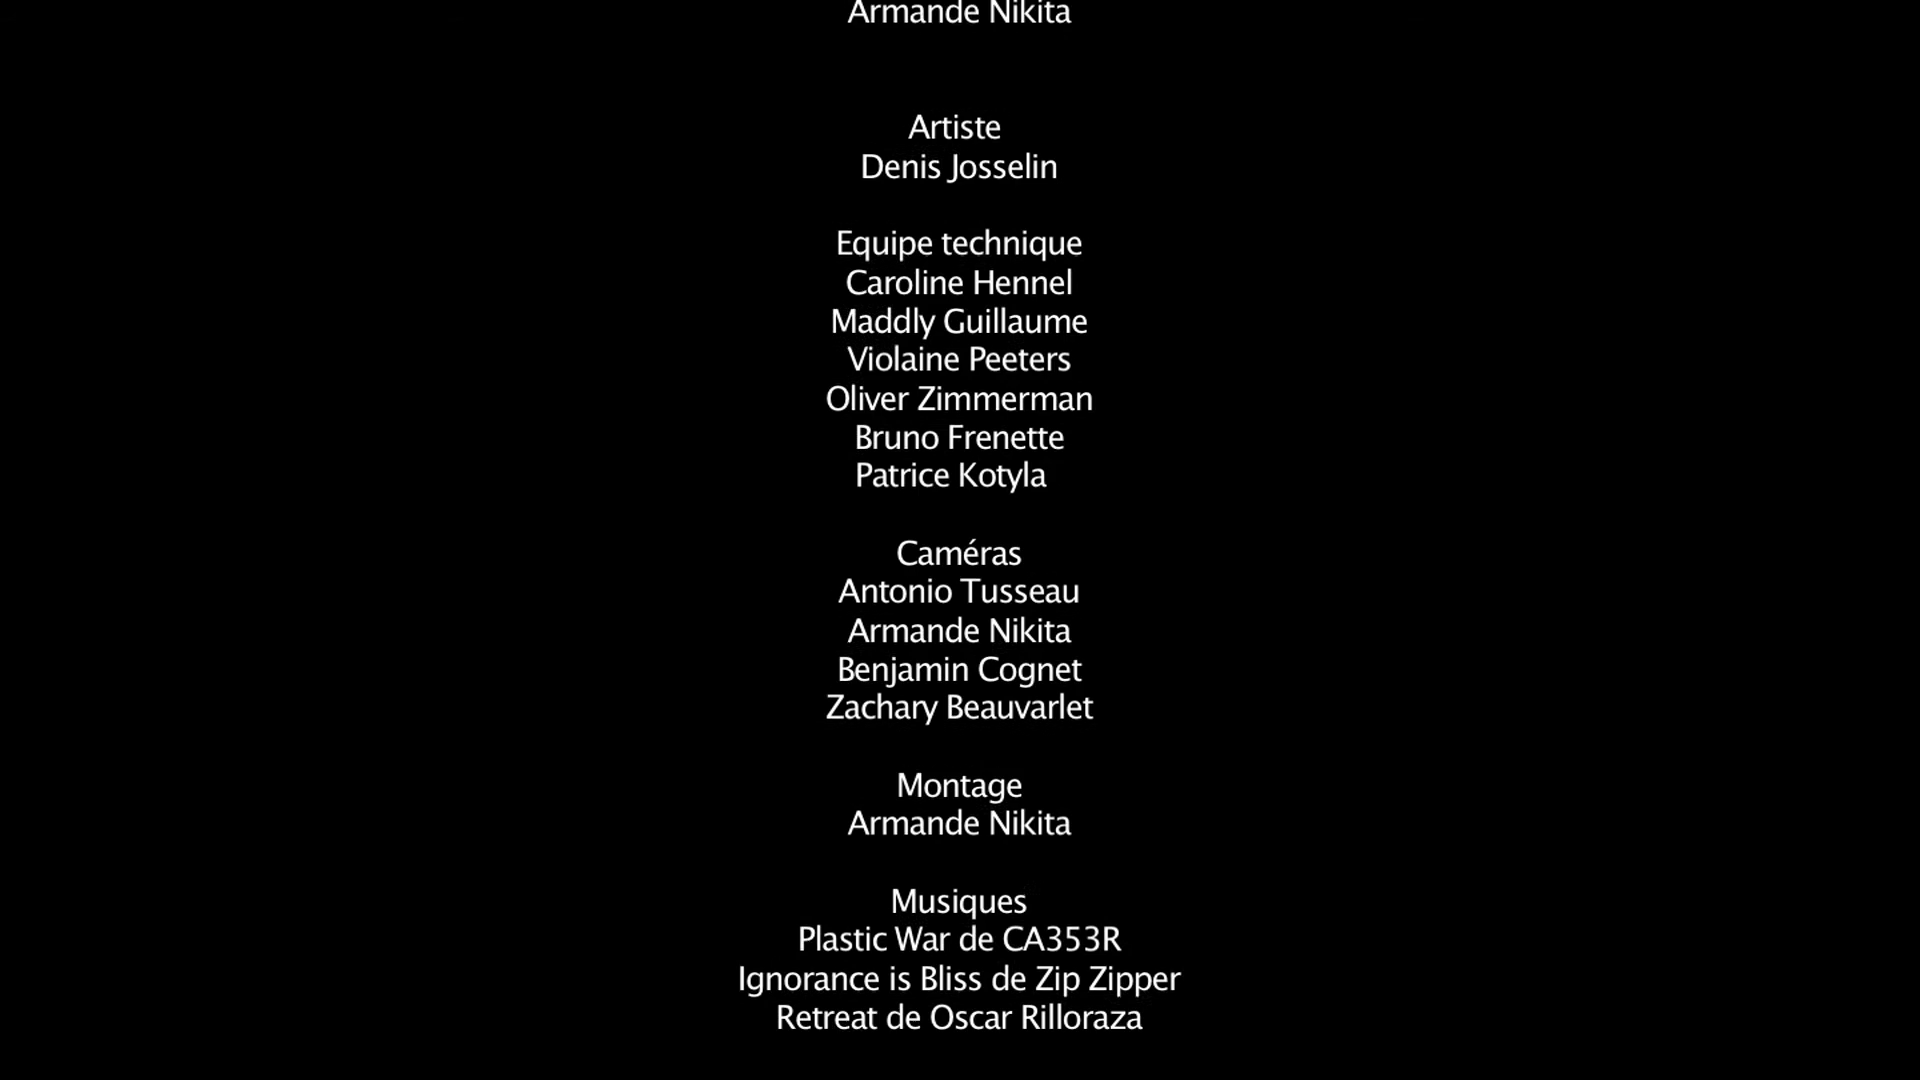 Armande Nikita
Artiste
Denis Josselin
Equipe technique
Caroline Hennel
Maddly Guillaume
Violaine Peeters
Oliver Zimmerman
Bruno Frenette
Patrice Kotyla
Caméras
Antonio Tusseau
Armande Nikita
Benjamin Cognet
Zachary Beauvarlet
Montage
Armande Nikita
Musiques
Plastic War de CA353R
Ignorance is Bliss de Zip Zipper
Retreat de Oscar Rilloraza